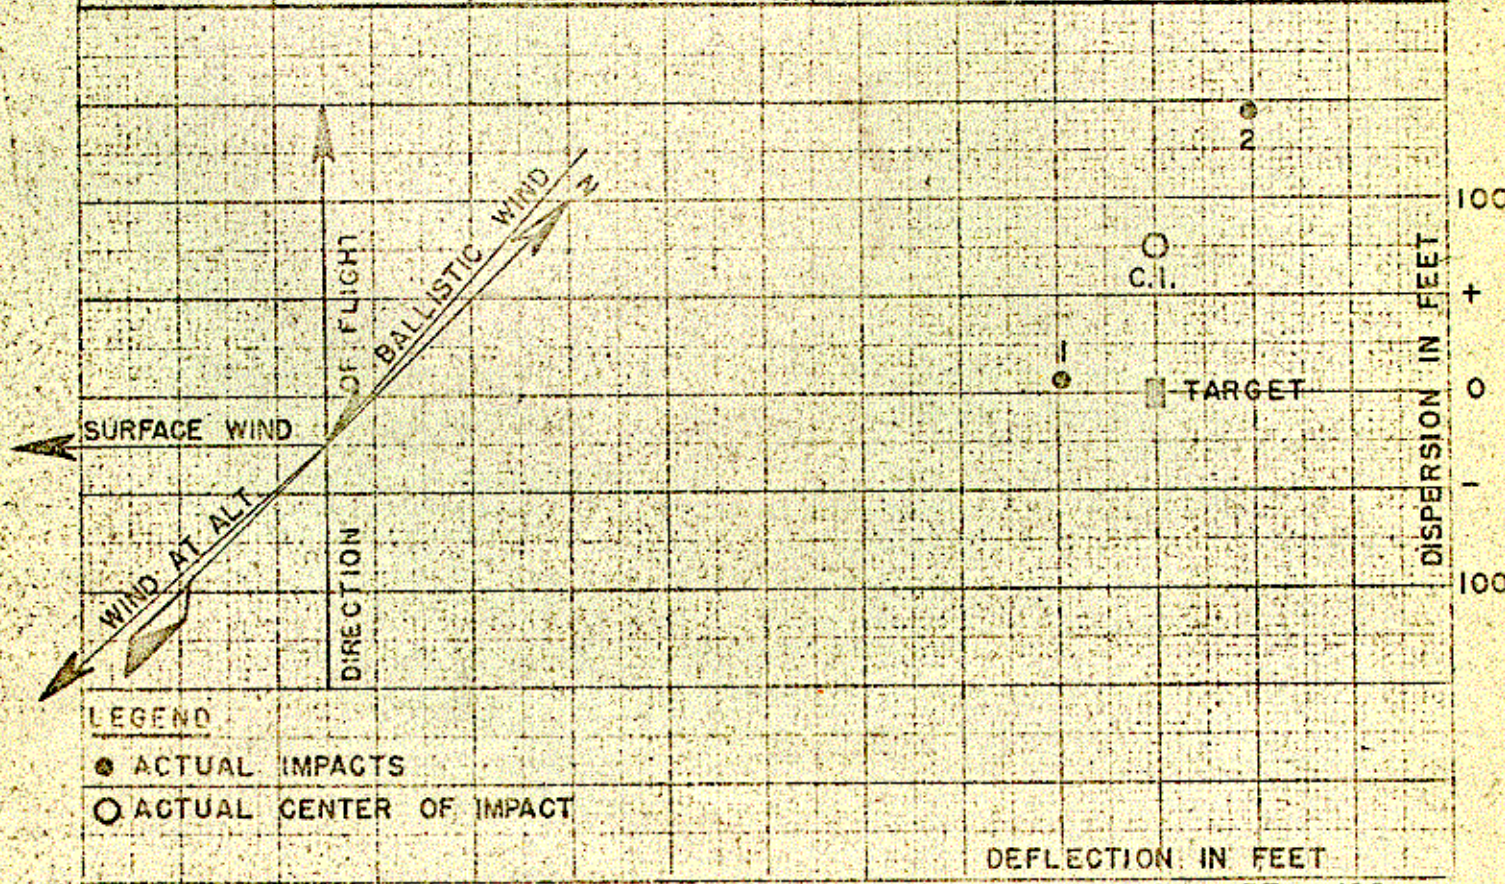 2
100
N
BALLISTIC WIND
OF FLIGHT
C.I.
+
1
TARGET
0
DISPERSION IN FEET
SURFACE WIND
-
WIND AT ALT.
DIRECTION
100
LEGEND
ACTUAL IMPACTS
ACTUAL CENTER OF IMPACT
DEFLECTION IN FEET